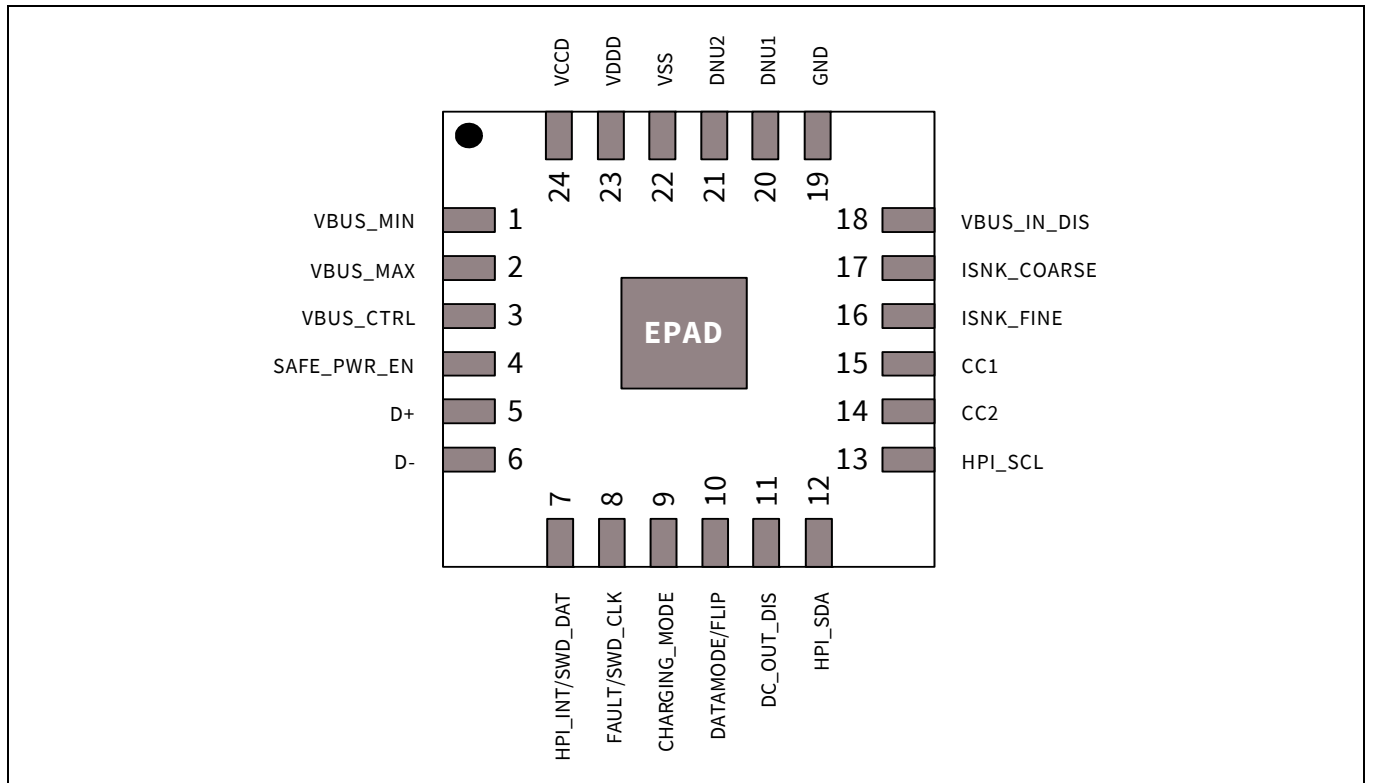 VCCD
VDDD
VSS
DNU2
DNU1
GND
24
23
22
21
20
19
VBUS_MIN 1
VBUS_MAX 2
VBUS_CTRL 3
SAFE_PWR_EN 4
D+ 5
D- 6
EPAD
18 VBUS_IN_DIS
17 ISNK_COARSE
16 ISNK_FINE
15 CC1
14 CC2
13 HPI_SCL
7
8
9
10
11
12
HPI_INT/SWD_DAT
FAULT/SWD_CLK
CHARGING_MODE
DATAMODE/FLIP
DC_OUT_DIS
HPI_SDA